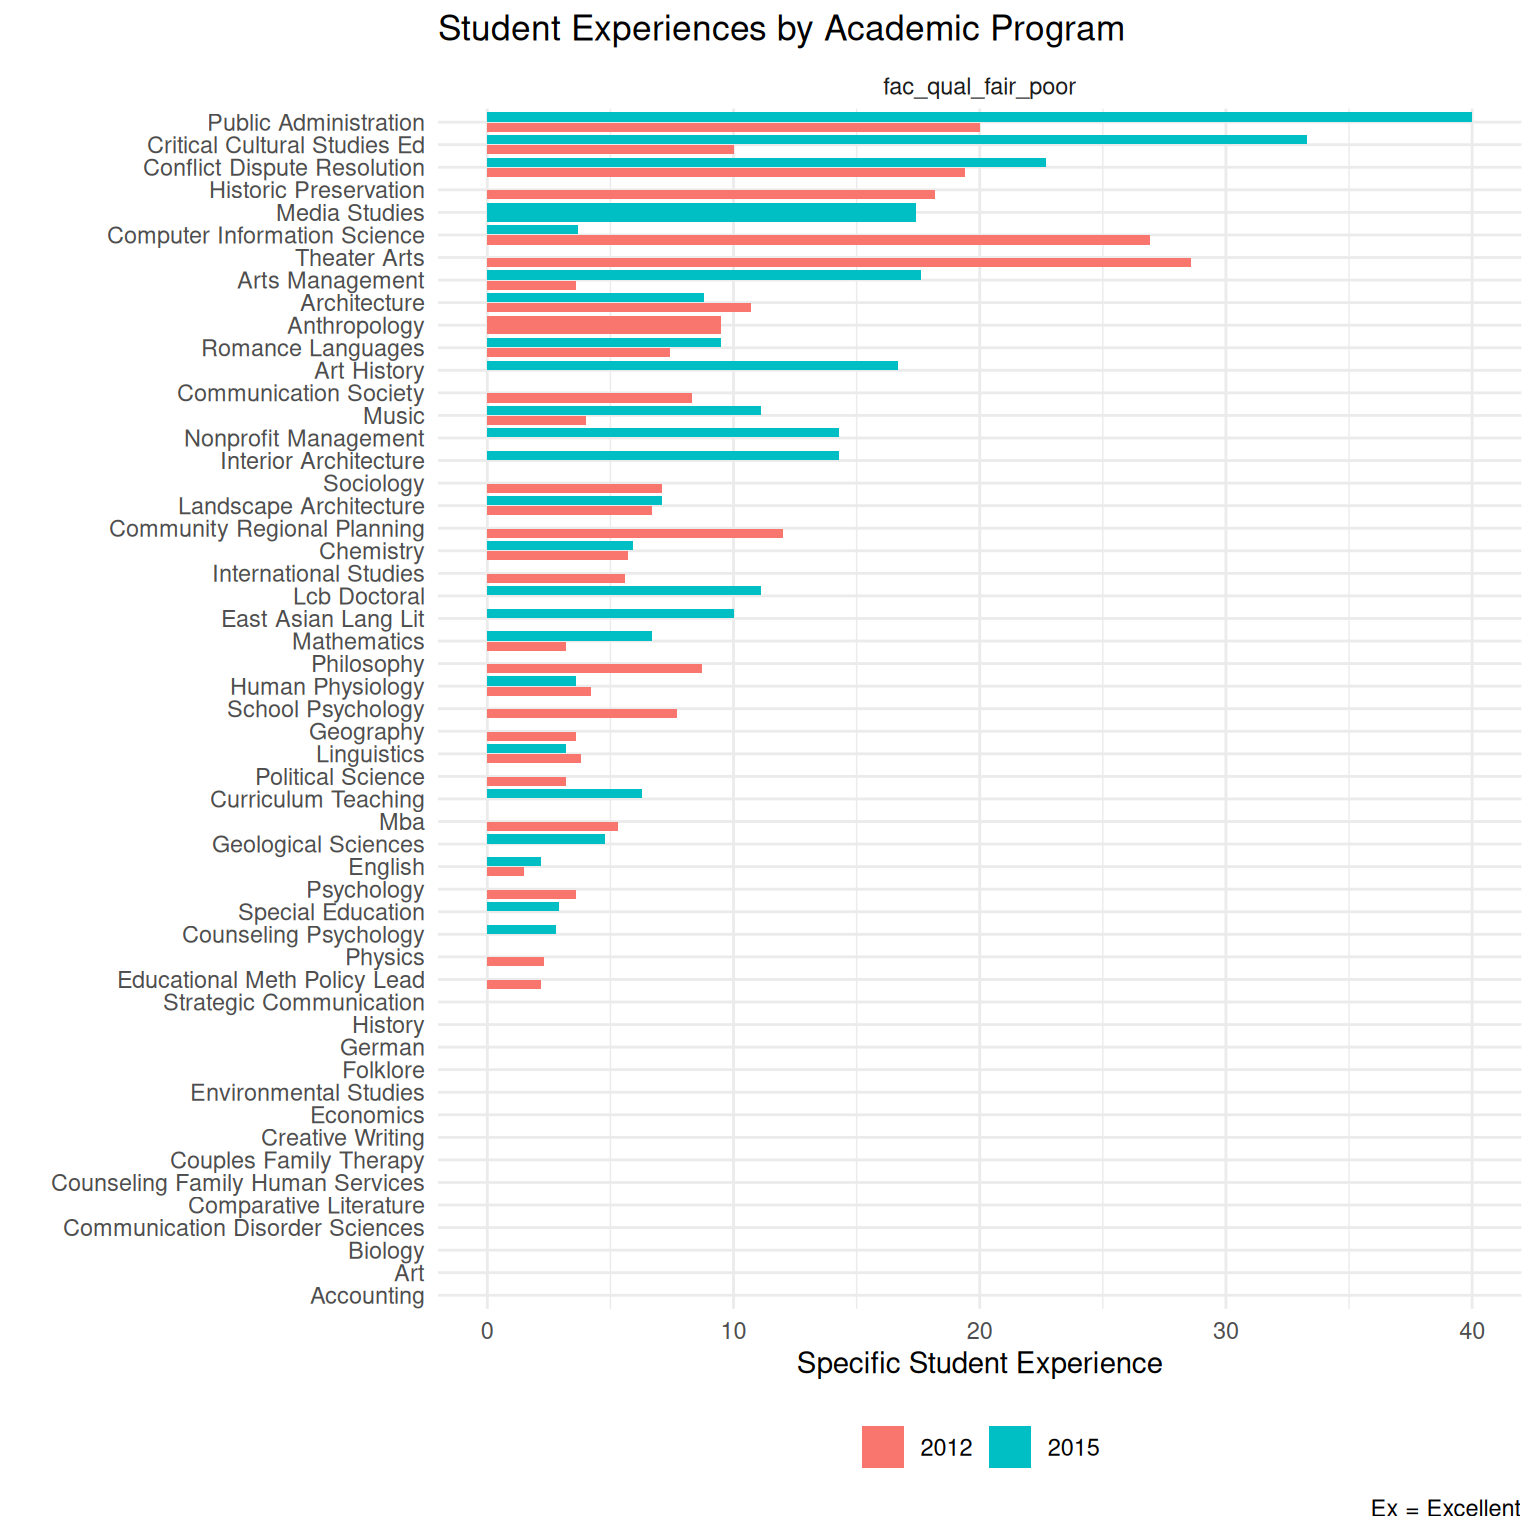 Student Experiences by Academic Program
fac_qual_fair_poor
Public Administration
Critical Cultural Studies Ed
Conflict Dispute Resolution
Historic Preservation
Media Studies
Computer Information Science
Theater Arts
Arts Management
Architecture
Anthropology
Romance Languages
Art History
Communication Society
Music
Nonprofit Management
Interior Architecture
Sociology
Landscape Architecture
Community Regional Planning
Chemistry
International Studies
Lcb Doctoral
East Asian Lang Lit
Mathematics
Philosophy
Human Physiology
School Psychology
Geography
Linguistics
Political Science
Curriculum Teaching
Mba
Geological Sciences
English
Psychology
Special Education
Counseling Psychology
Physics
Educational Meth Policy Lead
Strategic Communication
History
German
Folklore
Environmental Studies
Economics
Creative Writing
Couples Family Therapy
Counseling Family Human Services
Comparative Literature
Communication Disorder Sciences
Biology
Art
Accounting
0 10 20 30 40
Specific Student Experience
2012 2015
Ex = Excellent